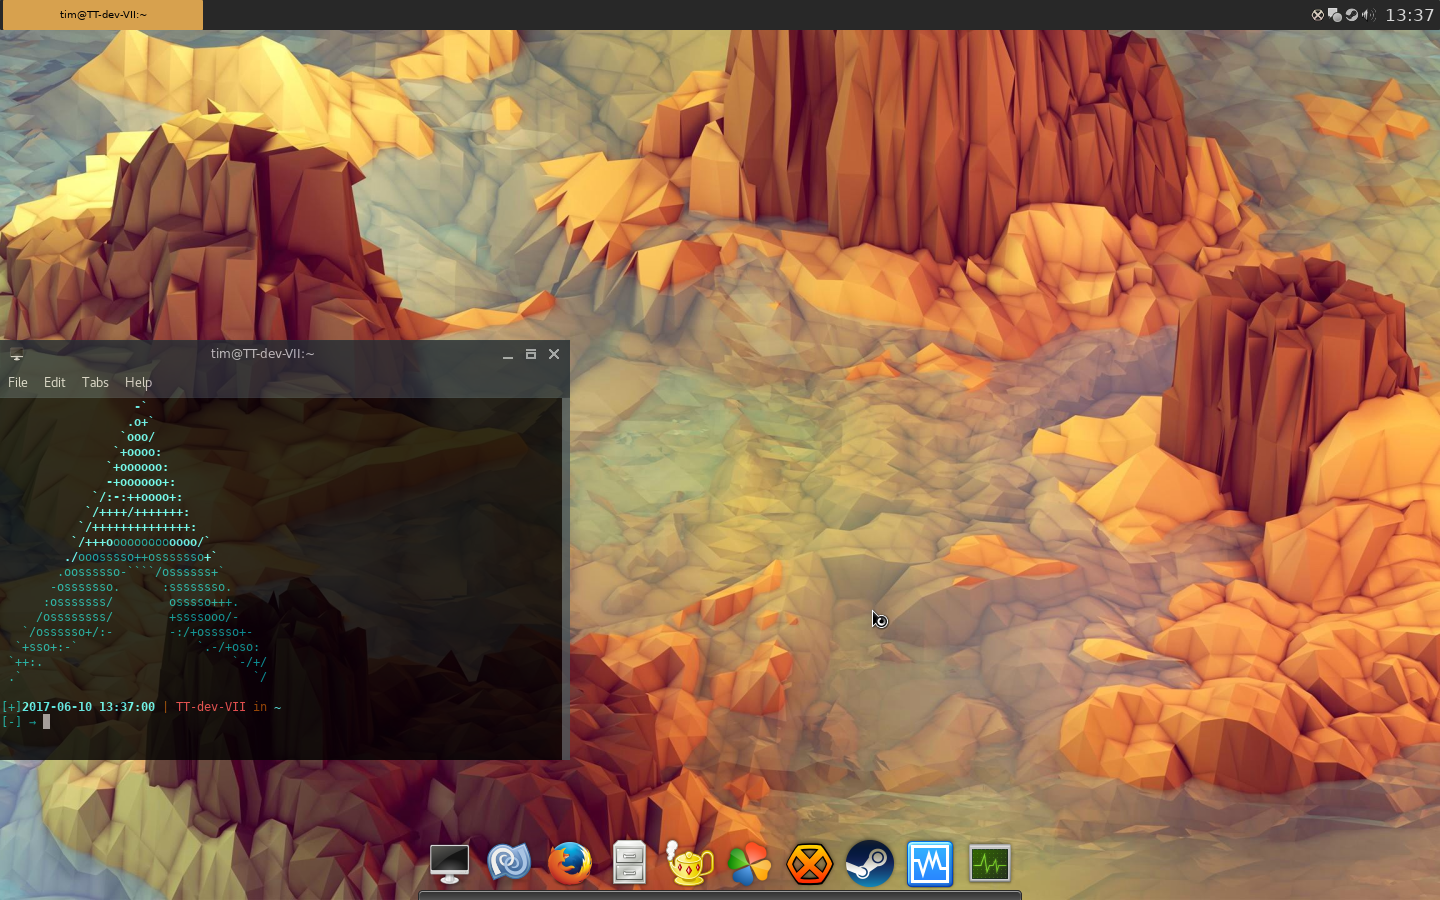 tim@TT-dev-VII:~
13:37
tim@TT-dev-VII:~
File Edit Tabs Help
-`
.o+`
`ooo/
`+oooo:
`+oooooo:
-+oooooo+:
`/:-:++oooo+:
`/++++/+++++++:
`/++++++++++++++:
`/+++ooooooooooooo/`
./ooosssso++osssssso+`
.oossssso-````/ossssss+`
-osssssso. :ssssssso.
:osssssss/ osssso+++.
/ossssssss/ +ssssooo/-
`/ossssso+/:- -:/+osssso+-
`+sso+:-` `.-/+oso:
`++:. `-/+/
.` `/
[+]2017-06-10 13:37:00 | TT-dev-VII in ~
[-] →